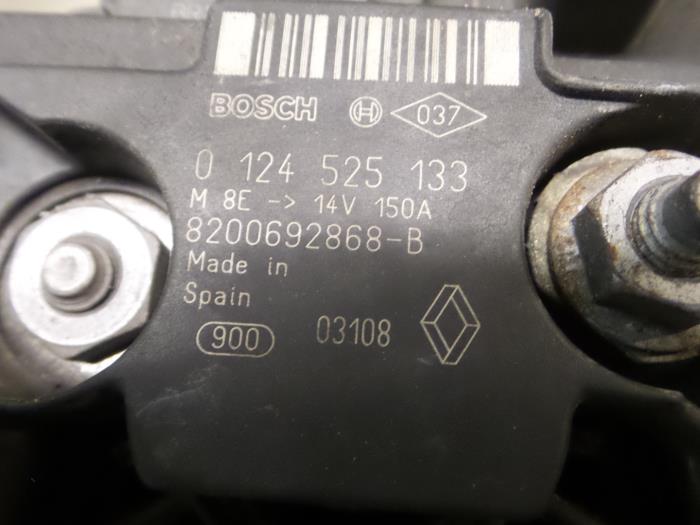 BOSCH 037
0 124 525 133
M 8E -> 14V 150A
8200692868-B
Made in
Spain
900 03108